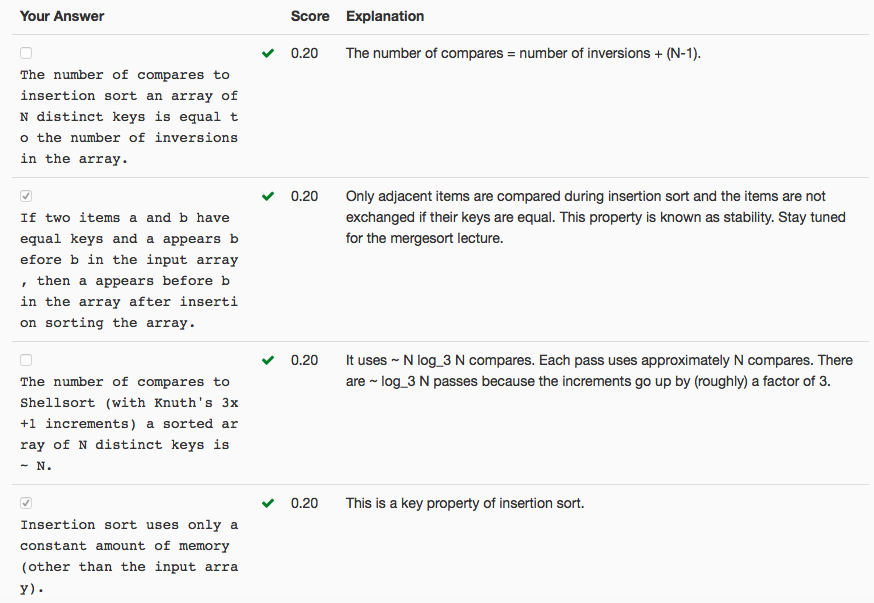 Your Answer Score Explanation
0.20 The number of compares = number of inversions + (N-1).
The number of compares to
insertion sort an array of
N distinct keys is equal t
o the number of inversions
in the array.
0.20 Only adjacent items are compared during insertion sort and the items are not
If two items a and b have exchanged if their keys are equal. This property is known as stability. Stay tuned
equal keys and a appears b for the mergesort lecture.
efore b in the input array
, then a appears before b
in the array after inserti
on sorting the array.
0.20 It uses ~ N log_3 N compares. Each pass uses approximately N compares. There
The number of compares to are ~ log_3 N passes because the increments go up by (roughly) a factor of 3.
Shellsort (with Knuth's 3x
+1 increments) a sorted ar
ray of N distinct keys is
~ N.
0.20 This is a key property of insertion sort.
Insertion sort uses only a
constant amount of memory
(other than the input arra
y).